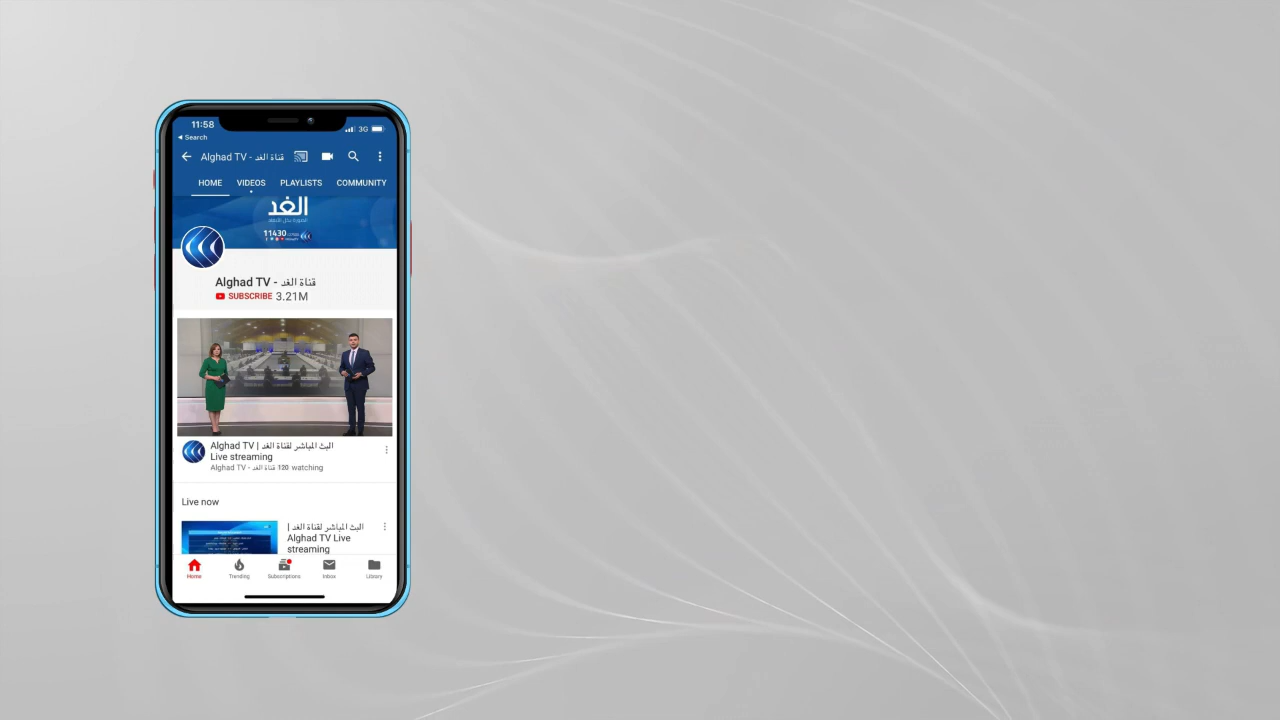 11:58
3G
Search
Alghad TV - قناة الغد
HOME VIDEOS PLAYLISTS COMMUNITY
الغد
11430
Alghad TV - قناة الغد
SUBSCRIBE 3.21M
Alghad TV | البث المباشر لقناة الغد
Live streaming
Alghad TV - قناة الغد 120 watching
Live now
البث المباشر لقناة الغد |
Alghad TV Live
streaming
Home Trending Subscriptions Inbox Library